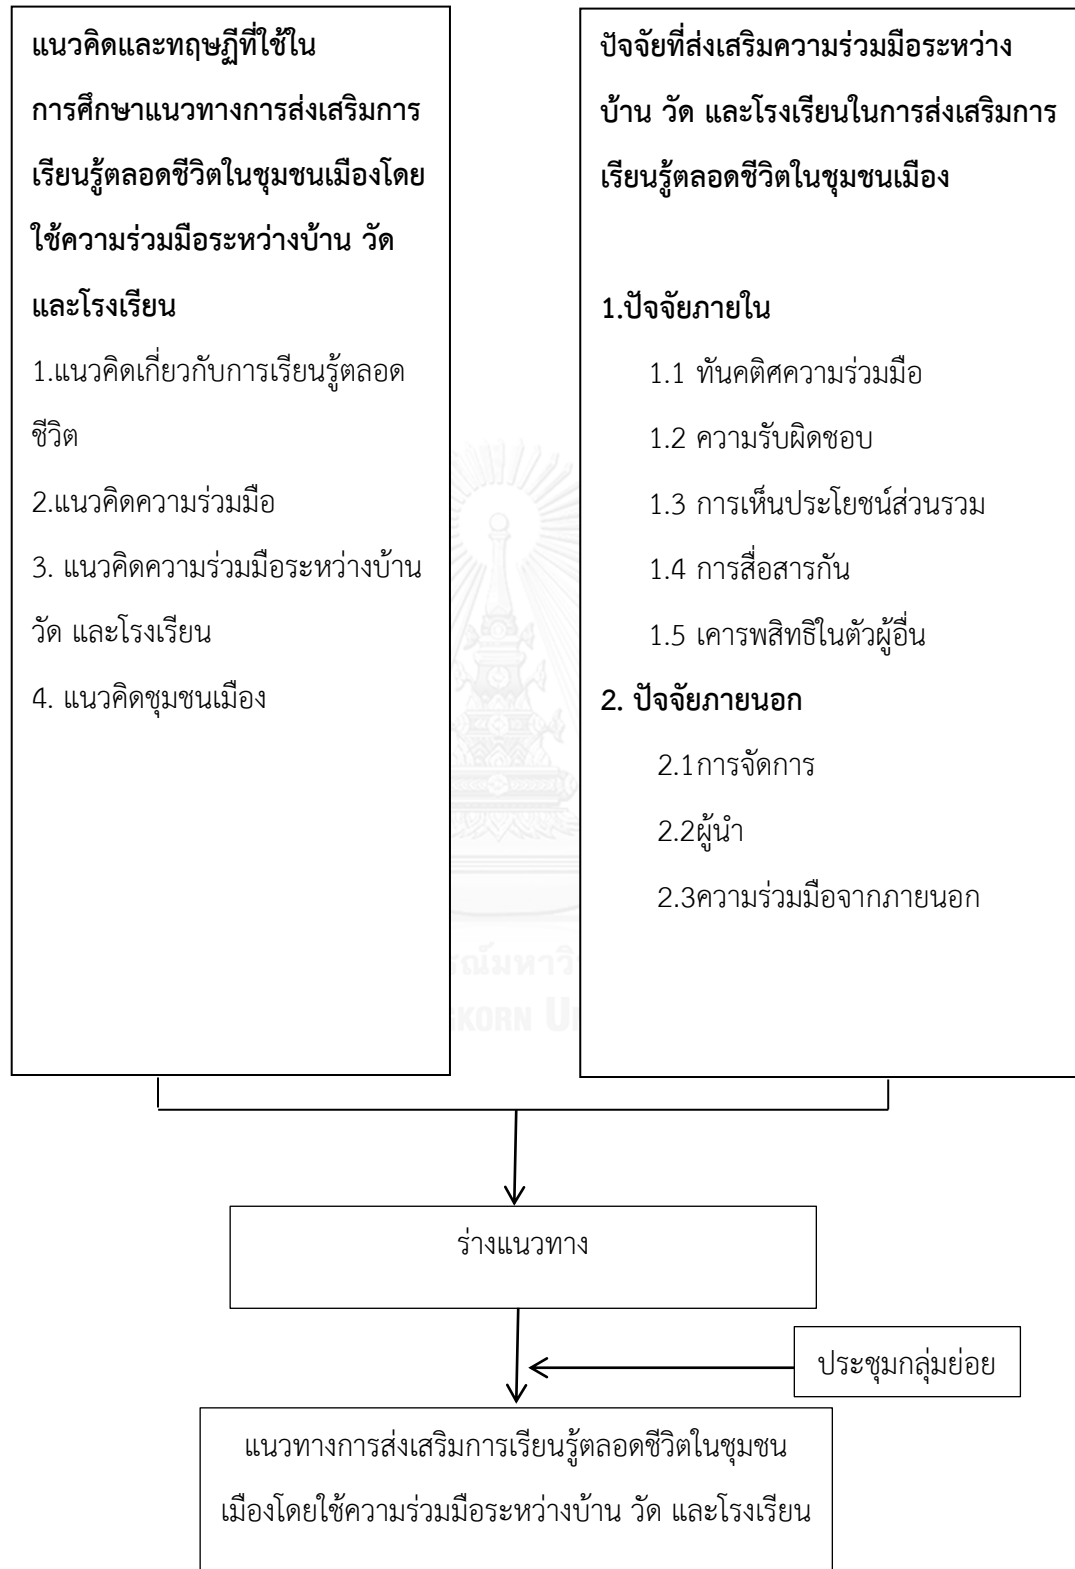 แนวคิดและทฤษฎีที่ใช้ใน
การศึกษาแนวทางการส่งเสริมการ
เรียนรู้ตลอดชีวิตในชุมชนเมืองโดย
ใช้ความร่วมมือระหว่างบ้าน วัด
และโรงเรียน
1.แนวคิดเกี่ยวกับการเรียนรู้ตลอด
ชีวิต
2.แนวคิดความร่วมมือ
3. แนวคิดความร่วมมือระหว่างบ้าน
วัด และโรงเรียน
4. แนวคิดชุมชนเมือง
ปัจจัยที่ส่งเสริมความร่วมมือระหว่าง
บ้าน วัด และโรงเรียนในการส่งเสริมการ
เรียนรู้ตลอดชีวิตในชุมชนเมือง
1.ปัจจัยภายใน
1.1 ทันคติศความร่วมมือ
1.2 ความรับผิดชอบ
1.3 การเห็นประโยชน์ส่วนรวม
1.4 การสื่อสารกัน
1.5 เคารพสิทธิในตัวผู้อื่น
2. ปัจจัยภายนอก
2.1การจัดการ
2.2ผู้นำ
2.3ความร่วมมือจากภายนอก
รณ์มหาวิ
KORN U
ร่างแนวทาง
ประชุมกลุ่มย่อย
แนวทางการส่งเสริมการเรียนรู้ตลอดชีวิตในชุมชน
เมืองโดยใช้ความร่วมมือระหว่างบ้าน วัด และโรงเรียน